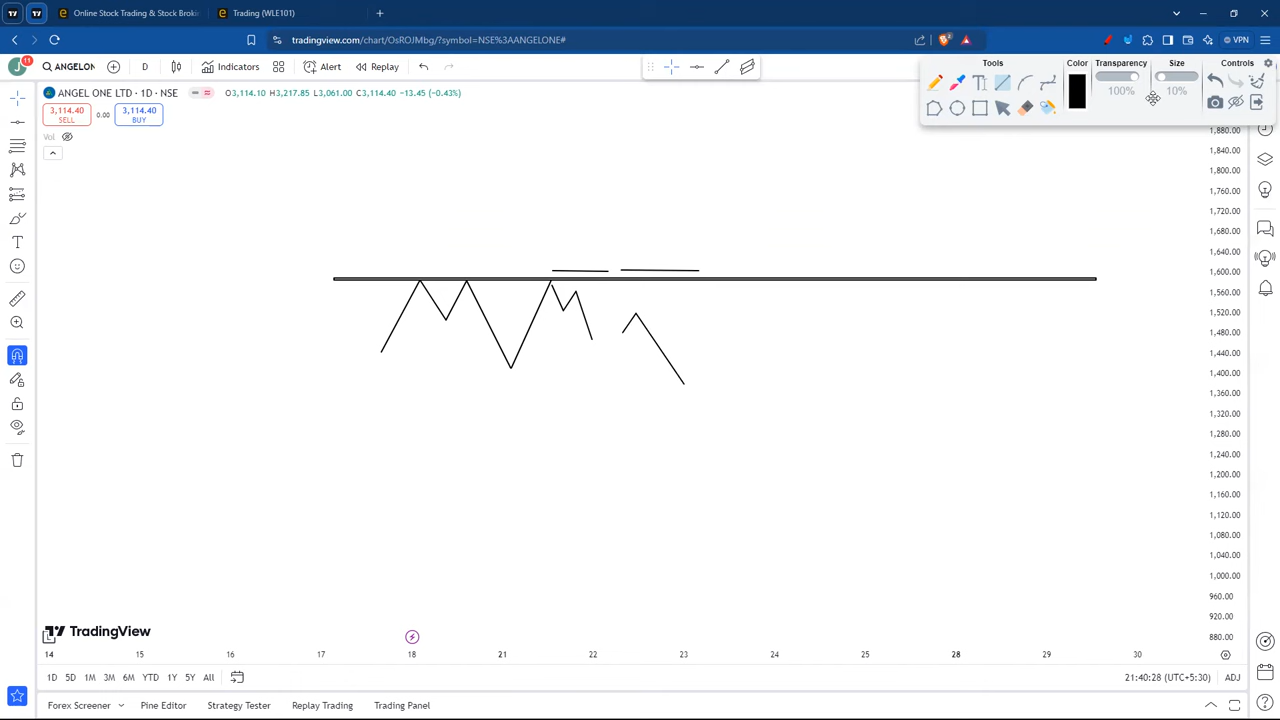 Online Stock Trading & Stock Brokin
Trading (WLE101)
tradingview.com/chart/OsROJMbg/?symbol=NSE%3AANGELONE#
VPN
J
11
ANGELON
D
Indicators
Alert
Replay
Tools
Color
Transparency
Size
Controls
100%
10%
ANGEL ONE LTD · 1D · NSE
O3,114.10 H3,217.85 L3,061.00 C3,114.40 −13.45 (−0.43%)
3,114.40
SELL
0.00
3,114.40
BUY
Vol
1,880.00
1,840.00
1,800.00
1,760.00
1,720.00
1,680.00
1,640.00
1,600.00
1,560.00
1,520.00
1,480.00
1,440.00
1,400.00
1,360.00
1,320.00
1,280.00
1,240.00
1,200.00
1,160.00
1,120.00
1,080.00
1,040.00
1,000.00
960.00
920.00
880.00
TradingView
14 15 16 17 18 21 22 23 24 25 28 29 30
1D 5D 1M 3M 6M YTD 1Y 5Y All
21:40:28 (UTC+5:30) ADJ
Forex Screener Pine Editor Strategy Tester Replay Trading Trading Panel